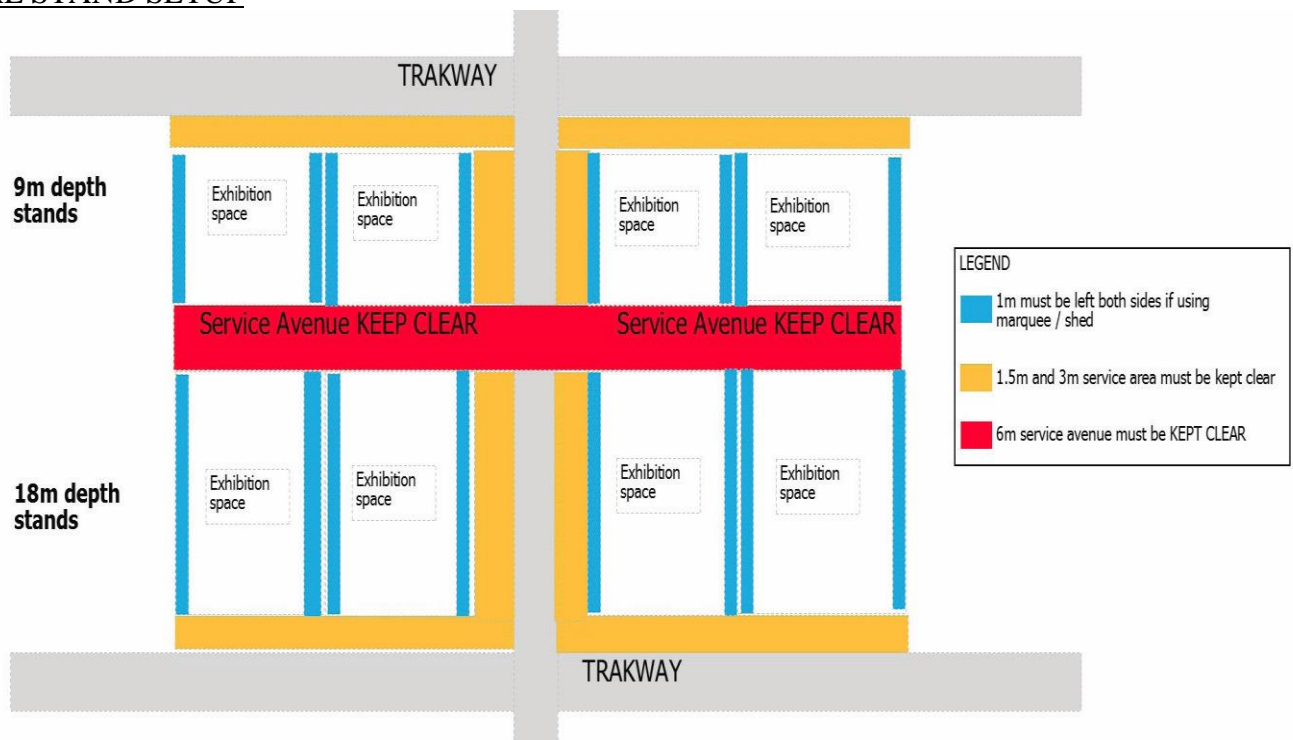 STAND SETUP
TRAKWAY
9m depth
stands
Exhibition
space
Exhibition
space
Exhibition
space
Exhibition
space
Service Avenue KEEP CLEAR
Service Avenue KEEP CLEAR
18m depth
stands
Exhibition
space
Exhibition
space
Exhibition
space
Exhibition
space
TRAKWAY
LEGEND
1m must be left both sides if using
marquee / shed
1.5m and 3m service area must be kept clear
6m service avenue must be KEPT CLEAR